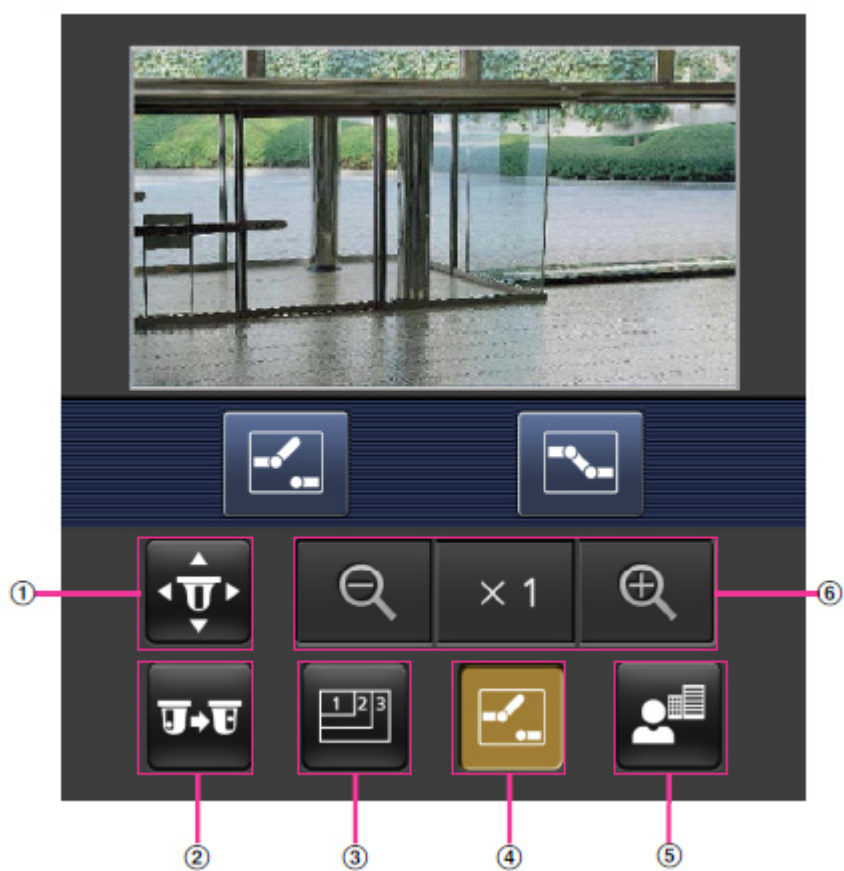 ①
× 1
⑥
1 2 3
② ③ ④ ⑤